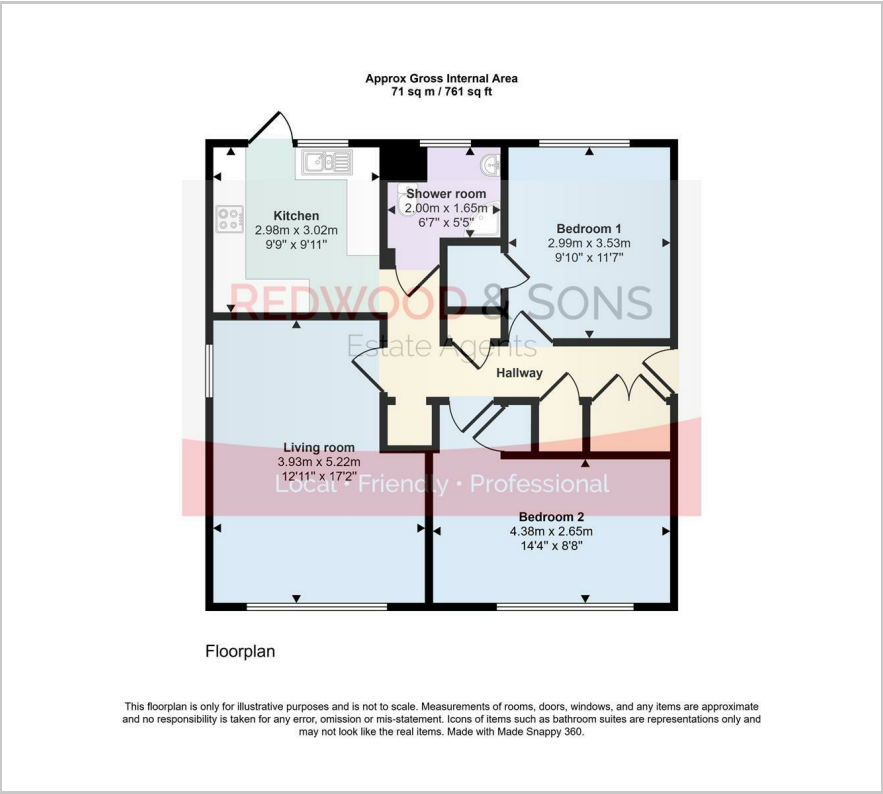 Approx Gross Internal Area
71 sq m / 761 sq ft
Kitchen
2.98m x 3.02m
9'9" x 9'11"
Shower room
2.00m x 1.65m
6'7" x 5'5"
Bedroom 1
2.99m x 3.53m
9'10" x 11'7"
REDWOOD & SONS
Estate Agents
Hallway
Living room
3.93m x 5.22m
12'11" x 17'2"
Local · Friendly · Professional
Bedroom 2
4.38m x 2.65m
14'4" x 8'8"
Floorplan
This floorplan is only for illustrative purposes and is not to scale. Measurements of rooms, doors, windows, and any items are approximate
and no responsibility is taken for any error, omission or mis-statement. Icons of items such as bathroom suites are representations only and
may not look like the real items. Made with Made Snappy 360.